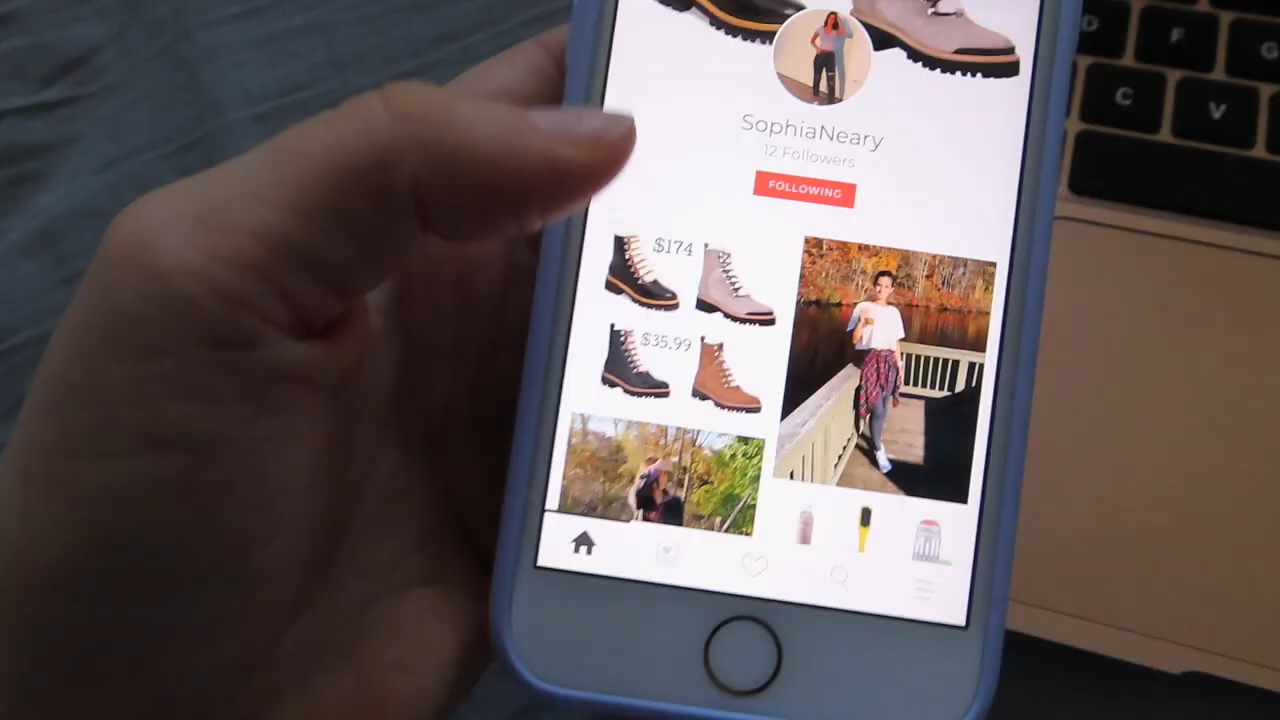 SophiaNeary
12 Followers
FOLLOWING
$174
$35.99
D
F
G
C
V